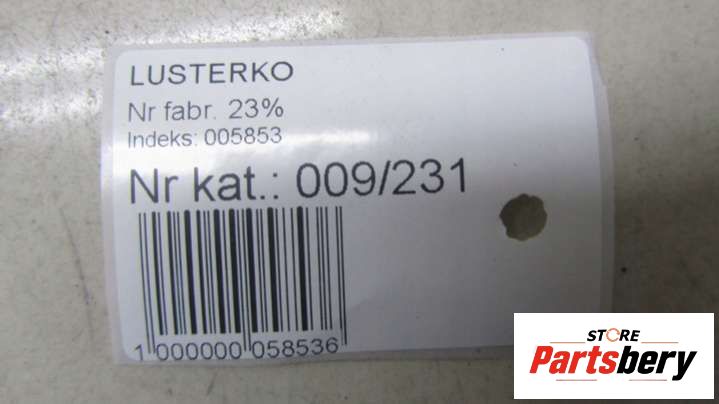 LUSTERKO
Nr fabr. 23%
Indeks: 005853
Nr kat.: 009/231
1 000000 058536
STORE
Partsbery